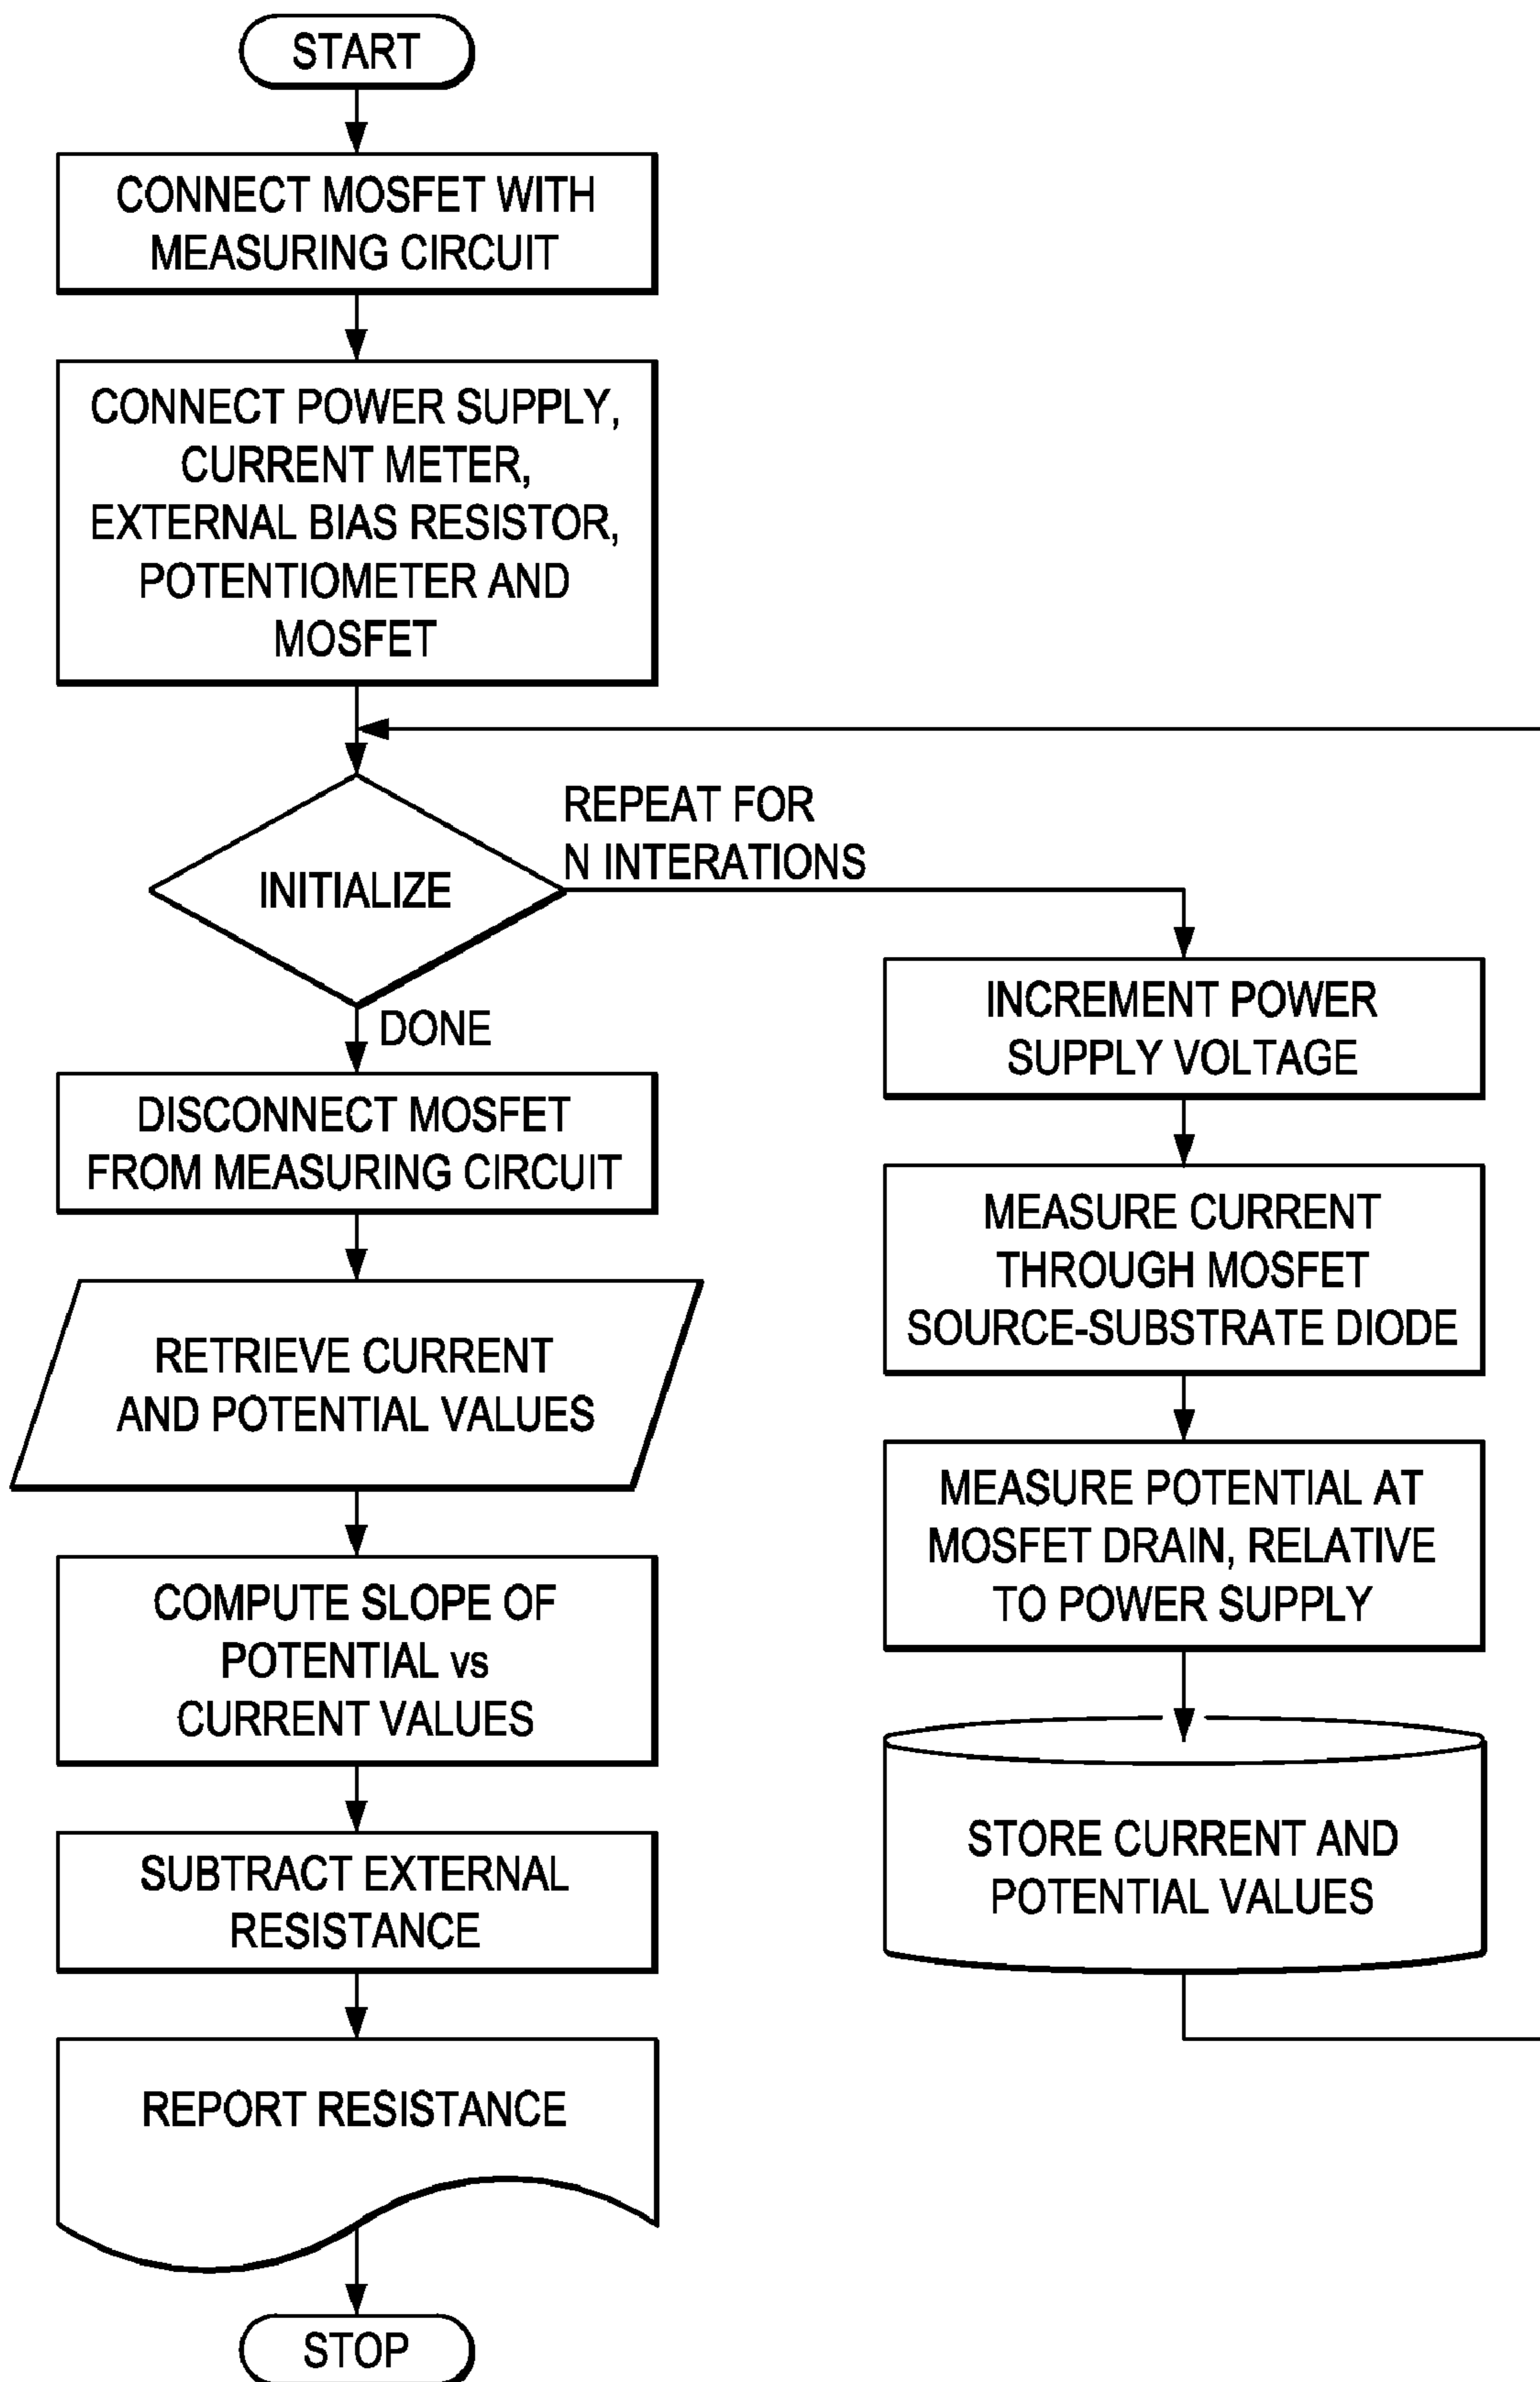 START
CONNECT MOSFET WITH
MEASURING CIRCUIT
CONNECT POWER SUPPLY,
CURRENT METER,
EXTERNAL BIAS RESISTOR,
POTENTIOMETER AND
MOSFET
INITIALIZE
REPEAT FOR
N INTERATIONS
DONE
DISCONNECT MOSFET
FROM MEASURING CIRCUIT
RETRIEVE CURRENT
AND POTENTIAL VALUES
COMPUTE SLOPE OF
POTENTIAL vs
CURRENT VALUES
SUBTRACT EXTERNAL
RESISTANCE
REPORT RESISTANCE
STOP
INCREMENT POWER
SUPPLY VOLTAGE
MEASURE CURRENT
THROUGH MOSFET
SOURCE-SUBSTRATE DIODE
MEASURE POTENTIAL AT
MOSFET DRAIN, RELATIVE
TO POWER SUPPLY
STORE CURRENT AND
POTENTIAL VALUES